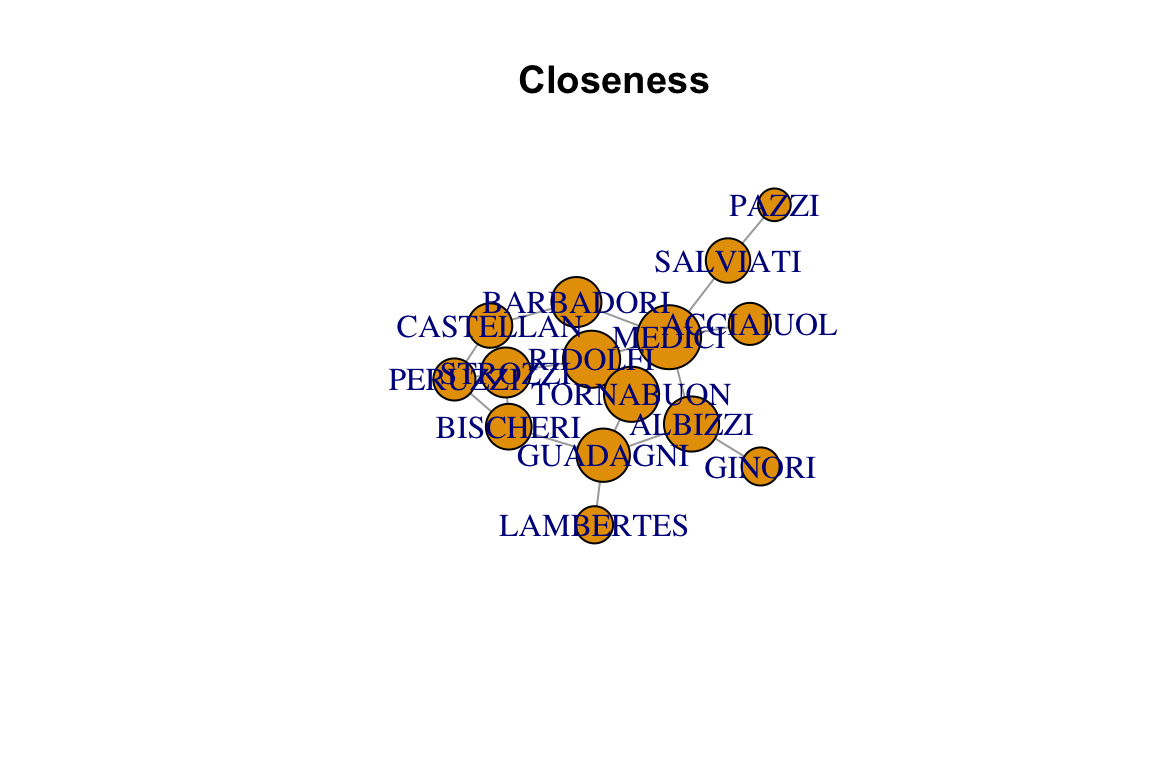 Closeness
PAZZI
SALVIATI
BARBADORI
CASTELLAN
ACCIAIUOL
MEDICI
RIDOLFI
STROZZI
PERUZZI
TORNABUON
ALBIZZI
BISCHERI
GUADAGNI
GINORI
LAMBERTES